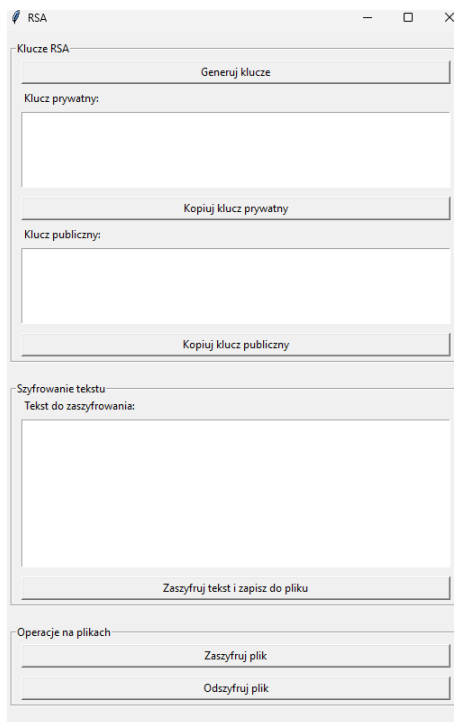 RSA
Klucze RSA
Generuj klucze
Klucz prywatny:
Kopiuj klucz prywatny
Klucz publiczny:
Kopiuj klucz publiczny
Szyfrowanie tekstu
Tekst do zaszyfrowania:
Zaszyfruj tekst i zapisz do pliku
Operacje na plikach
Zaszyfruj plik
Odszyfruj plik